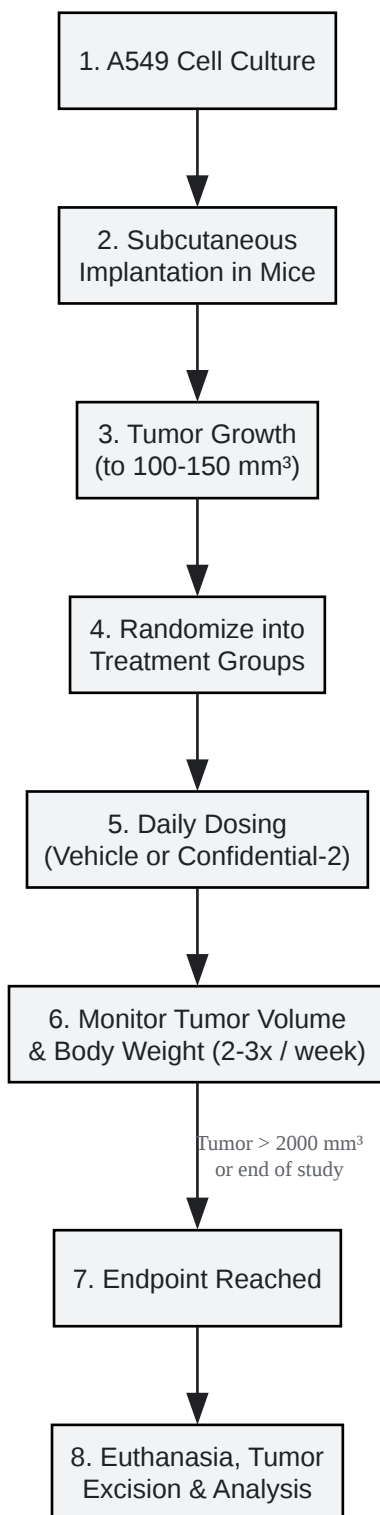 1. A549 Cell Culture
2. Subcutaneous
Implantation in Mice
3. Tumor Growth
(to 100-150 mm³)
4. Randomize into
Treatment Groups
5. Daily Dosing
(Vehicle or Confidential-2)
6. Monitor Tumor Volume
& Body Weight (2-3x / week)
Tumor > 2000 mm³
or end of study
7. Endpoint Reached
8. Euthanasia, Tumor
Excision & Analysis